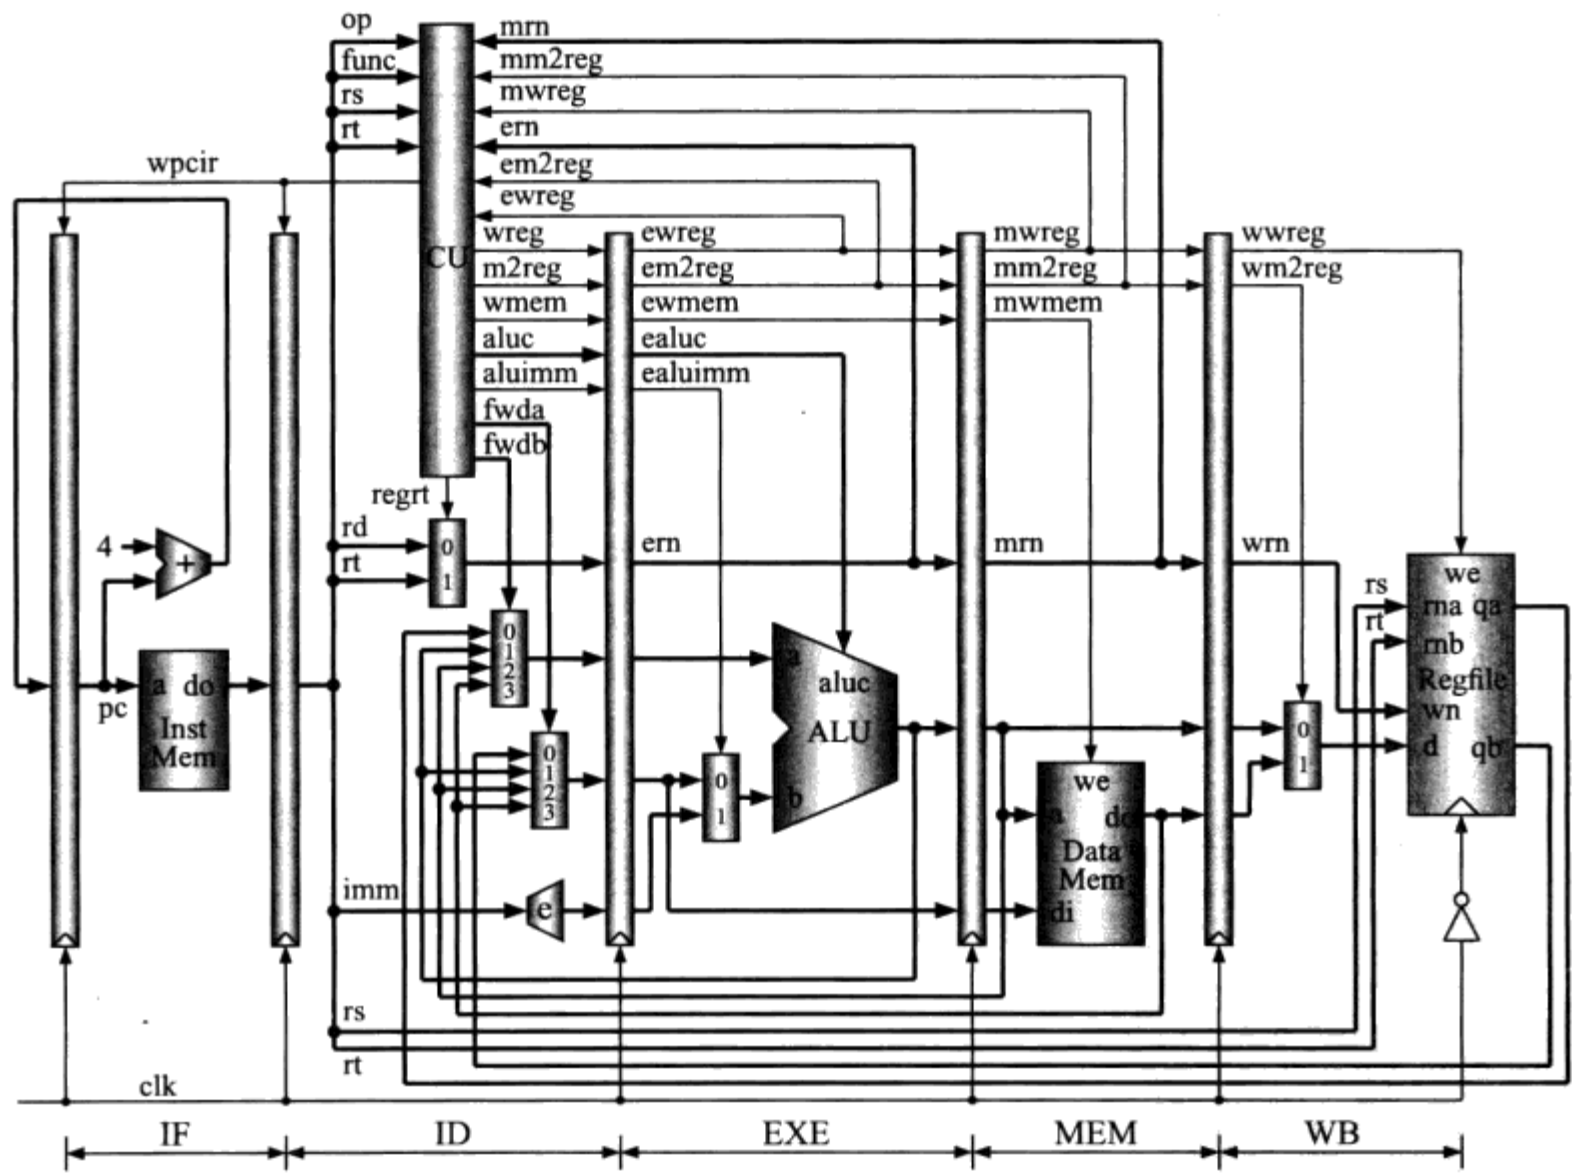 op
mrn
func
mm2reg
rs
mwreg
rt
ern
wpcir
em2reg
ewreg
CU
wreg
ewreg
mwreg
wwreg
m2reg
em2reg
mm2reg
wm2reg
wmem
ewmem
mwmem
aluc
ealuc
aluimm
ealuimm
fwda
fwdb
regrt
rd
rt
0
1
4
+
ern
mrn
wrn
we
rs
rna qa
rt
rnb
Regfile
wn
d qb
0
1
2
3
0
1
2
3
a
aluc
ALU
b
0
1
pc
a do
Inst
Mem
we
a do
Data
Mem
di
0
1
imm
e
rs
rt
clk
IF
ID
EXE
MEM
WB